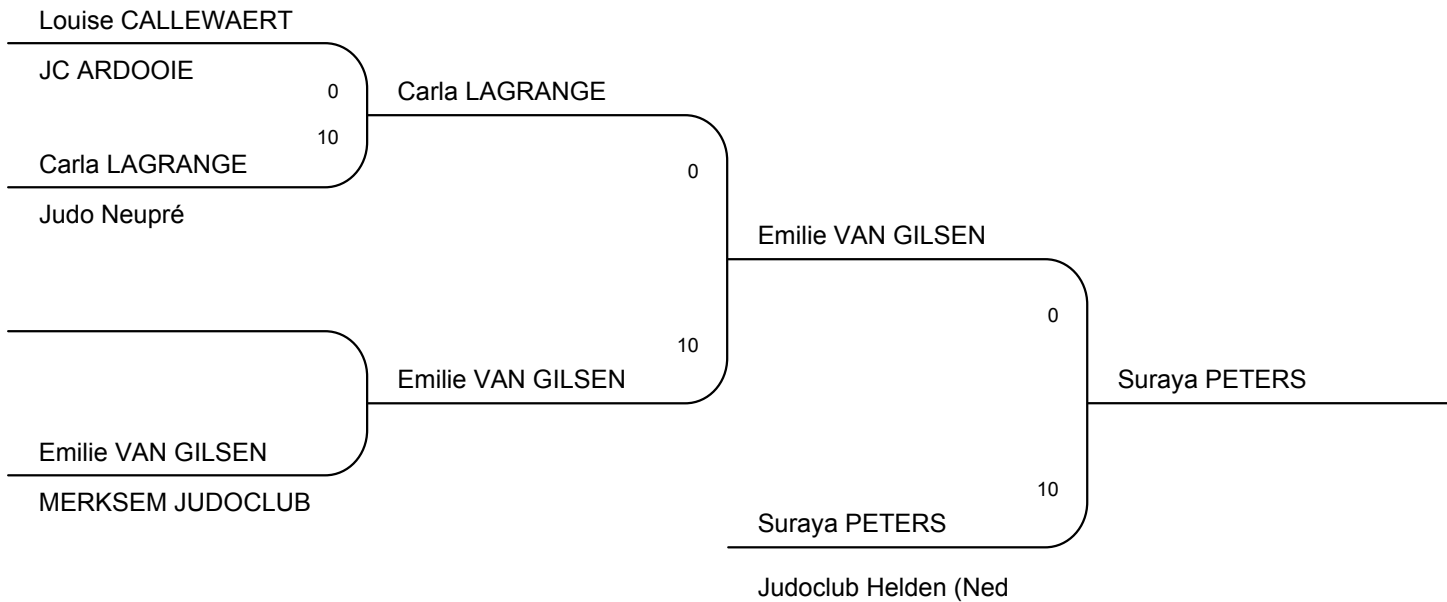 Louise CALLEWAERT
JC ARDOOIE
0
10
Carla LAGRANGE
Judo Neupré
Carla LAGRANGE
0
10
Emilie VAN GILSEN
MERKSEM JUDOCLUB
Emilie VAN GILSEN
Emilie VAN GILSEN
0
10
Suraya PETERS
Judoclub Helden (Ned
Suraya PETERS